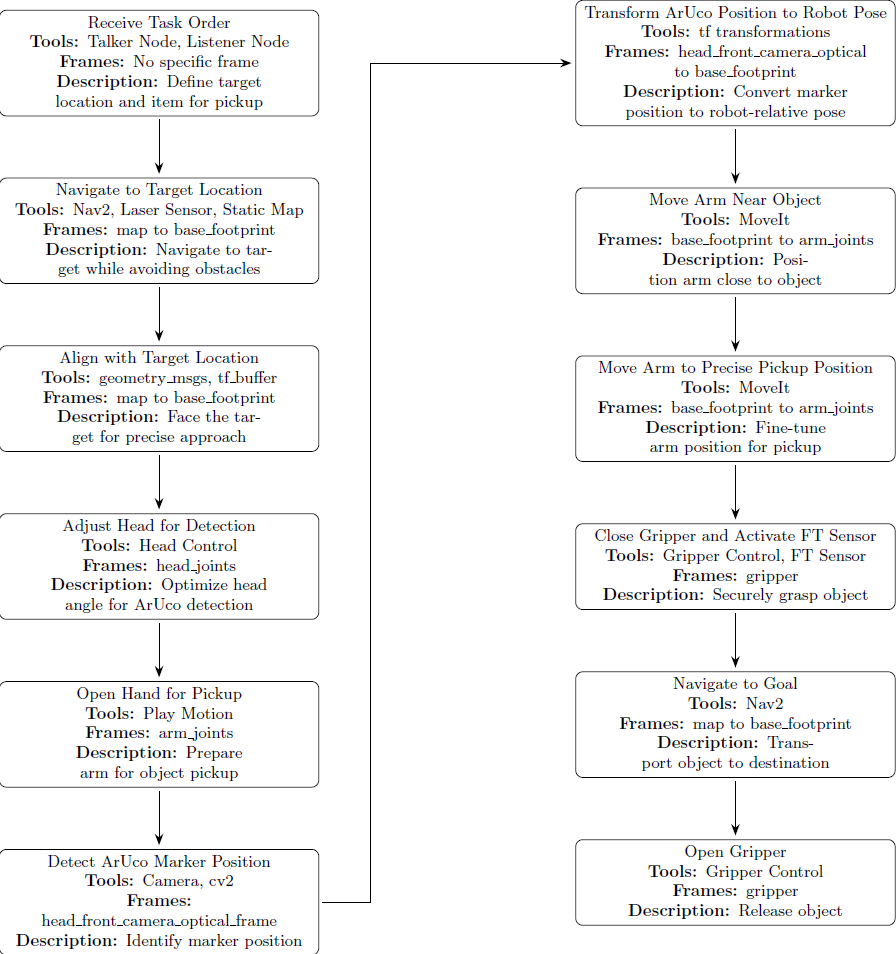 Receive Task Order
Tools: Talker Node, Listener Node
Frames: No specific frame
Description: Define target
location and item for pickup
Navigate to Target Location
Tools: Nav2, Laser Sensor, Static Map
Frames: map to base_footprint
Description: Navigate to tar-
get while avoiding obstacles
Align with Target Location
Tools: geometry_msgs, tf_buffer
Frames: map to base_footprint
Description: Face the tar-
get for precise approach
Adjust Head for Detection
Tools: Head Control
Frames: head_joints
Description: Optimize head
angle for ArUco detection
Open Hand for Pickup
Tools: Play Motion
Frames: arm_joints
Description: Prepare
arm for object pickup
Detect ArUco Marker Position
Tools: Camera, cv2
Frames:
head_front_camera_optical_frame
Description: Identify marker position
Transform ArUco Position to Robot Pose
Tools: tf transformations
Frames: head_front_camera_optical
to base_footprint
Description: Convert marker
position to robot-relative pose
Move Arm Near Object
Tools: MoveIt
Frames: base_footprint to arm_joints
Description: Posi-
tion arm close to object
Move Arm to Precise Pickup Position
Tools: MoveIt
Frames: base_footprint to arm_joints
Description: Fine-tune
arm position for pickup
Close Gripper and Activate FT Sensor
Tools: Gripper Control, FT Sensor
Frames: gripper
Description: Securely grasp object
Navigate to Goal
Tools: Nav2
Frames: map to base_footprint
Description: Trans-
port object to destination
Open Gripper
Tools: Gripper Control
Frames: gripper
Description: Release object